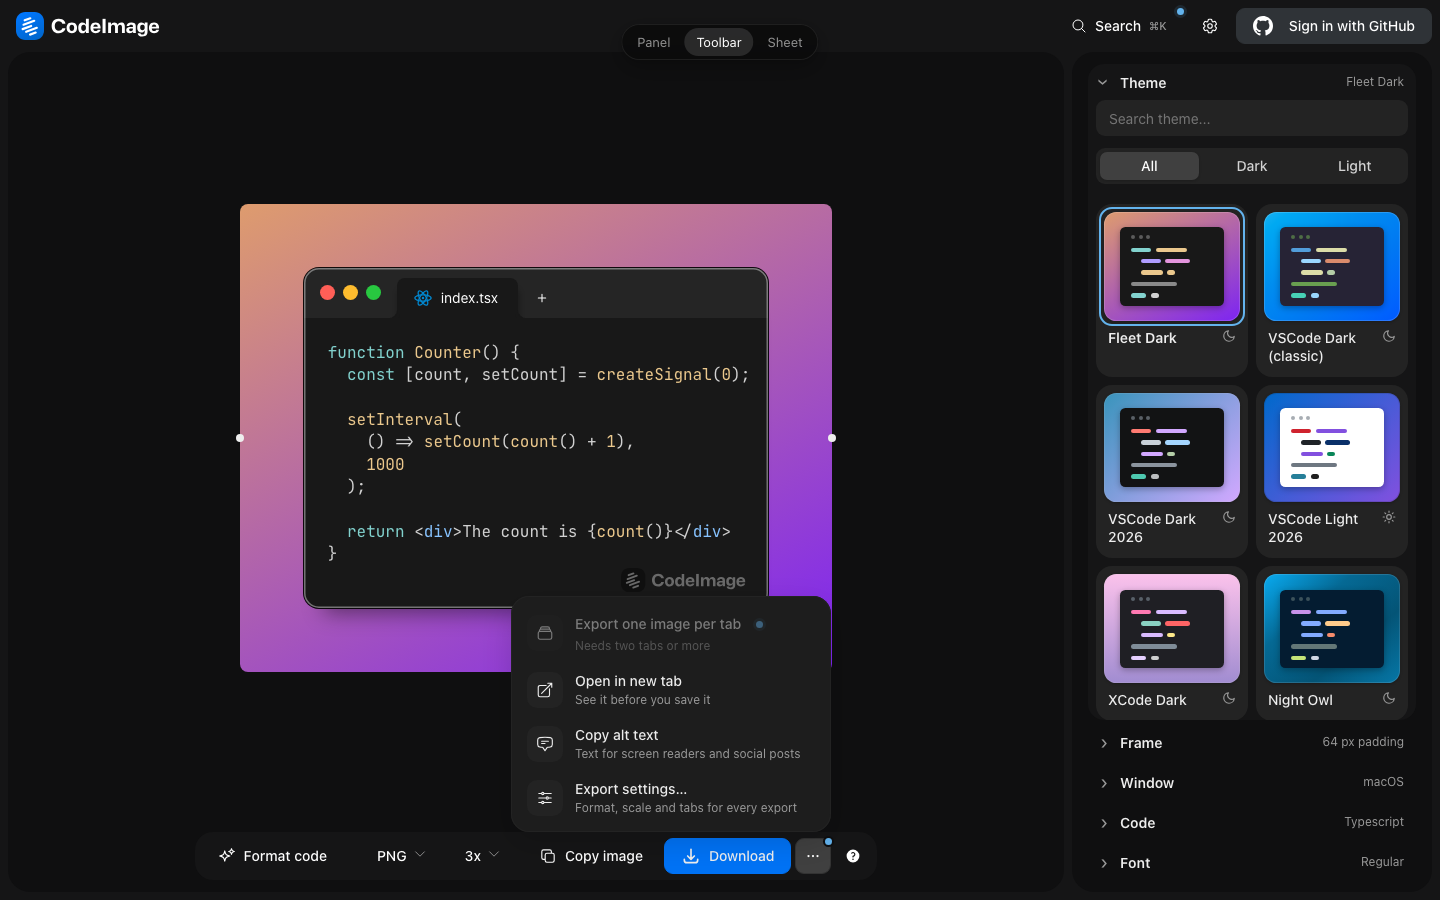 CodeImage
Panel
Toolbar
Sheet
Search ⌘K
Sign in with GitHub
index.tsx
+
function Counter() {
  const [count, setCount] = createSignal(0);
  setInterval(
    () => setCount(count() + 1),
    1000
  );
  return <div>The count is {count()}</div>
}
CodeImage
Export one image per tab
Needs two tabs or more
Open in new tab
See it before you save it
Copy alt text
Text for screen readers and social posts
Export settings...
Format, scale and tabs for every export
Format code
PNG
3x
Copy image
Download
Theme
Fleet Dark
Search theme...
All
Dark
Light
Fleet Dark
VSCode Dark
(classic)
VSCode Dark
2026
VSCode Light
2026
XCode Dark
Night Owl
Frame
64 px padding
Window
macOS
Code
Typescript
Font
Regular